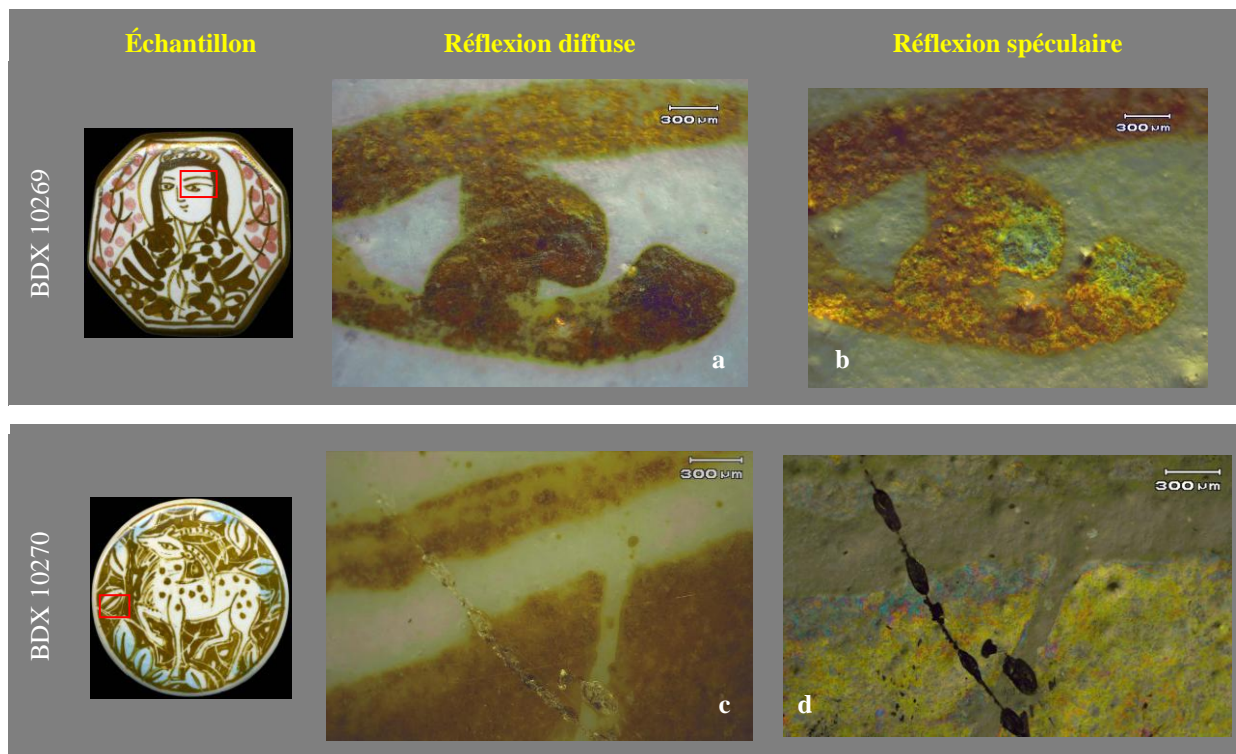 Échantillon Réflexion diffuse Réflexion spéculaire
BDX 10269
300 µm
300 µm
a
b
BDX 10270
300 µm
300 µm
c
d